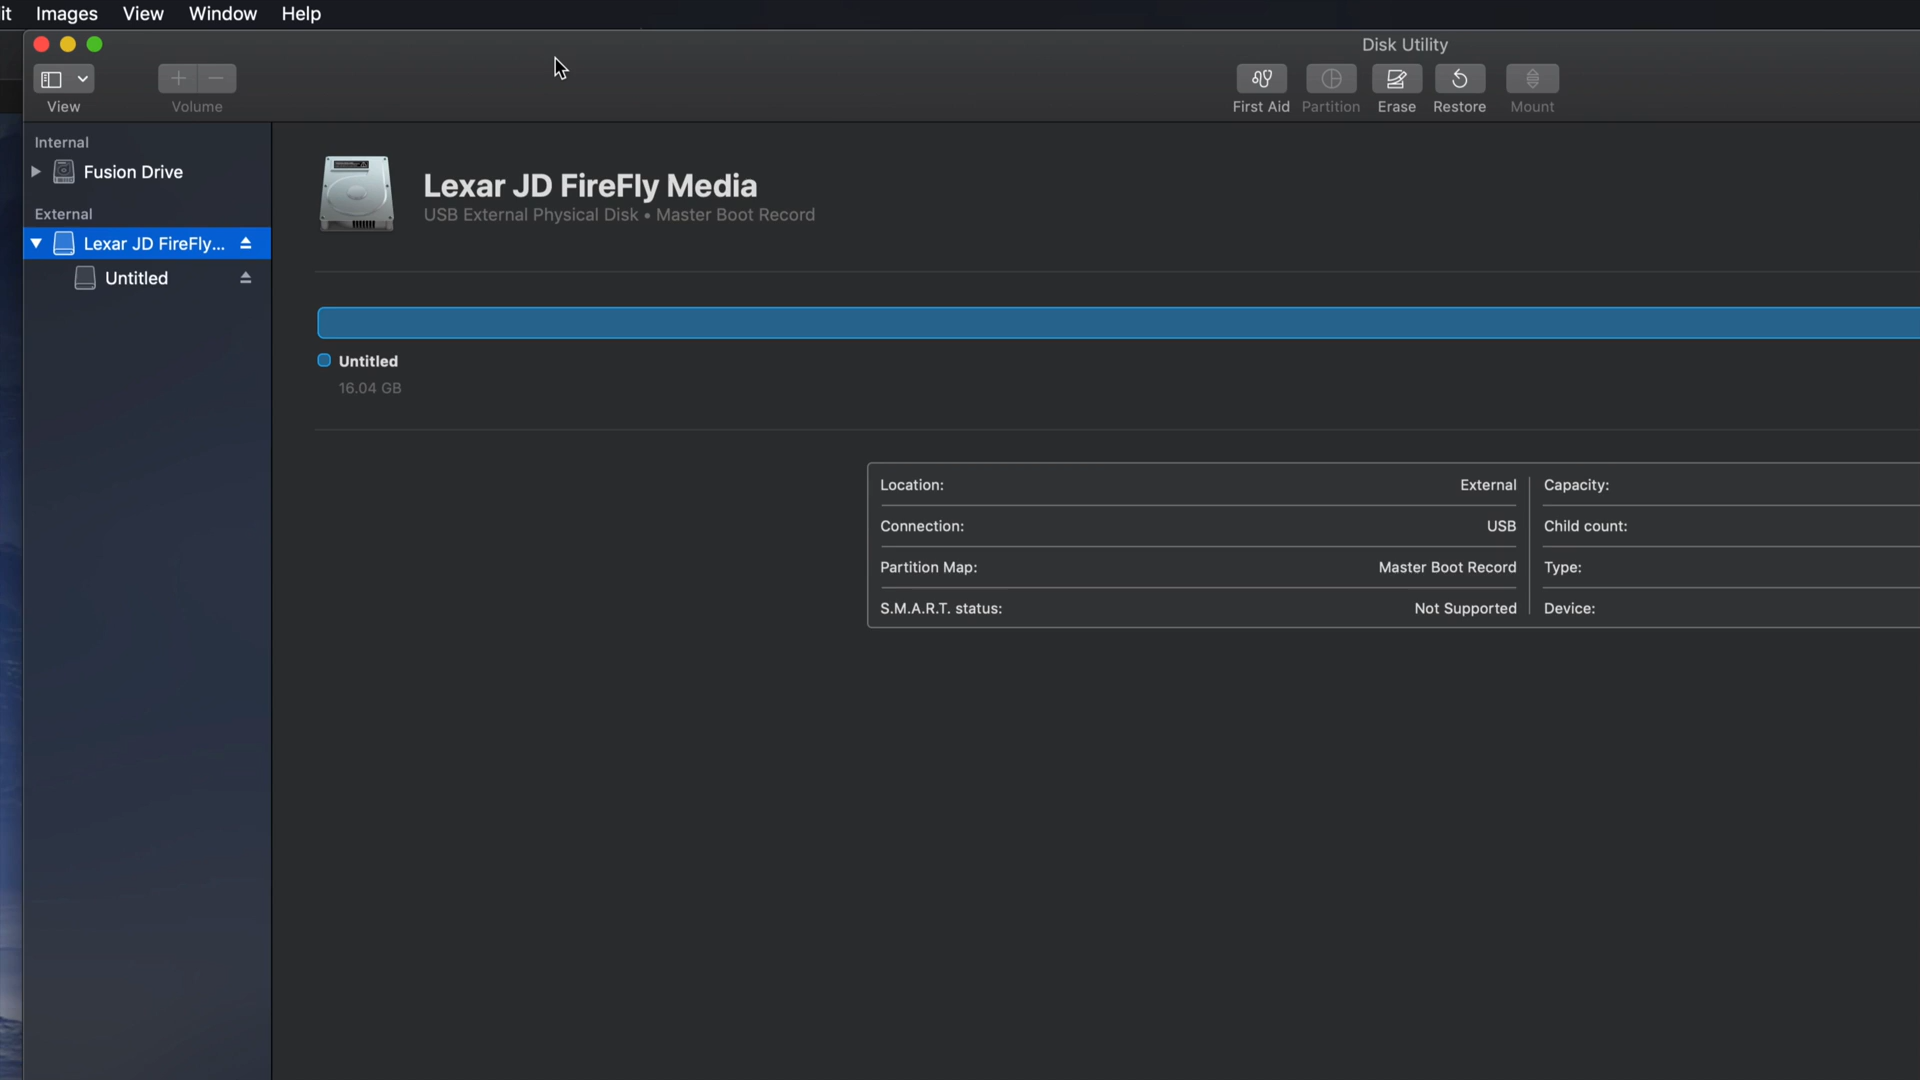 it Images View Window Help
Disk Utility
View
Volume
First Aid Partition Erase Restore Mount
Internal
Fusion Drive
External
Lexar JD FireFly...
Untitled
Lexar JD FireFly Media
USB External Physical Disk • Master Boot Record
Untitled
16.04 GB
Location: External
Connection: USB
Partition Map: Master Boot Record
S.M.A.R.T. status: Not Supported
Capacity:
Child count:
Type:
Device: